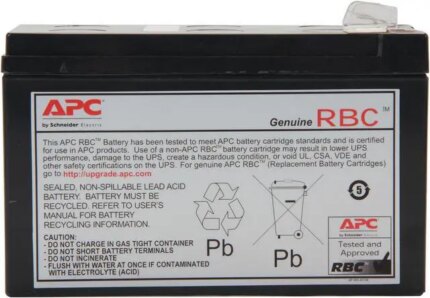 APC
by Schneider Electric
Genuine RBC™
This APC RBC™ Battery has been tested to meet APC battery cartridge standards and is certified
for use in APC products. Use of a non-APC RBC™ battery cartridge may result in lower UPS
performance, damage to the UPS, create a hazardous condition, or void UL, CSA, VDE and
other safety approvals. For genuine APC RBC™ (Replacement Battery Cartridges)
go to http://upgrade.apc.com
SEALED, NON-SPILLABLE LEAD ACID
BATTERY. MUST BE RECYCLED
PROPERLY. REFER TO USER'S
MANUAL FOR BATTERY
RECYCLING INFORMATION.
CAUTION:
- DO NOT CHARGE IN GAS TIGHT CONTAINER
- DO NOT SHORT BATTERY TERMINALS
- DO NOT INCINERATE
- FLUSH WITH WATER AT ONCE IF CONTACTED
WITH ELECTROLYTE (ACID)
Pb
Pb
5
APC
by Schneider Electric
Tested and
Approved
RBC